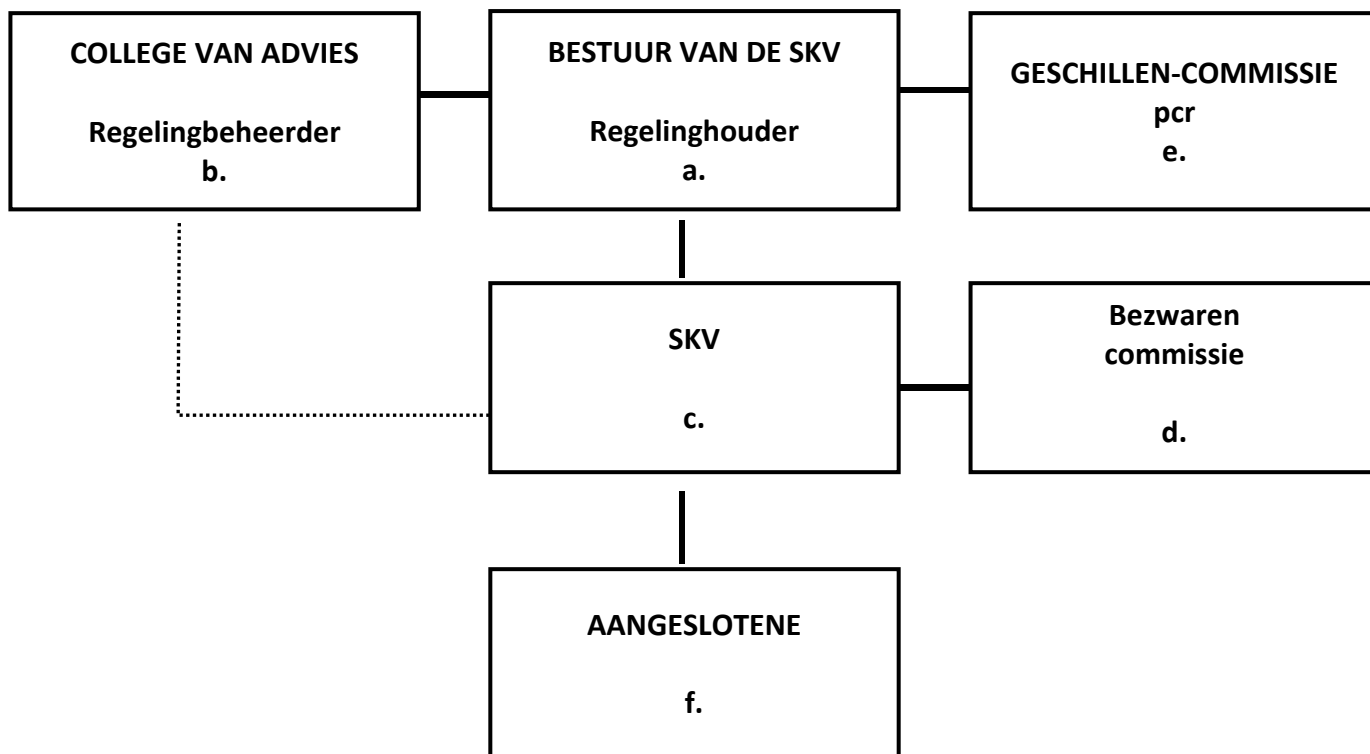 COLLEGE VAN ADVIES
Regelingbeheerder
b.
BESTUUR VAN DE SKV
Regelinghouder
a.
GESCHILLEN-COMMISSIE
pcr
e.
SKV
c.
Bezwaren
commissie
d.
AANGESLOTENE
f.